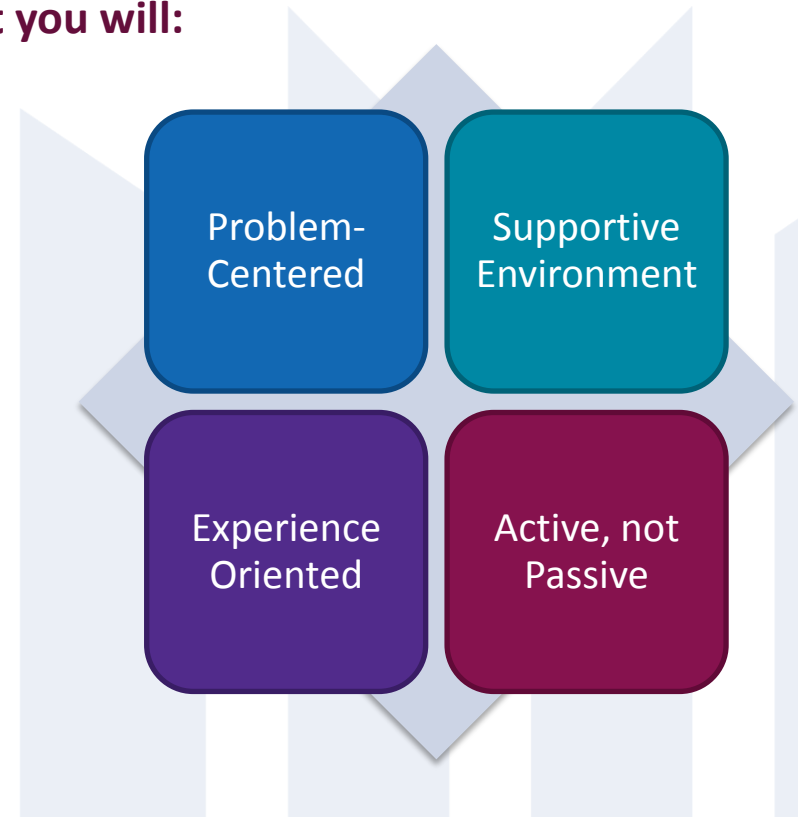 you will:
Problem-
Centered
Supportive
Environment
Experience
Oriented
Active, not
Passive